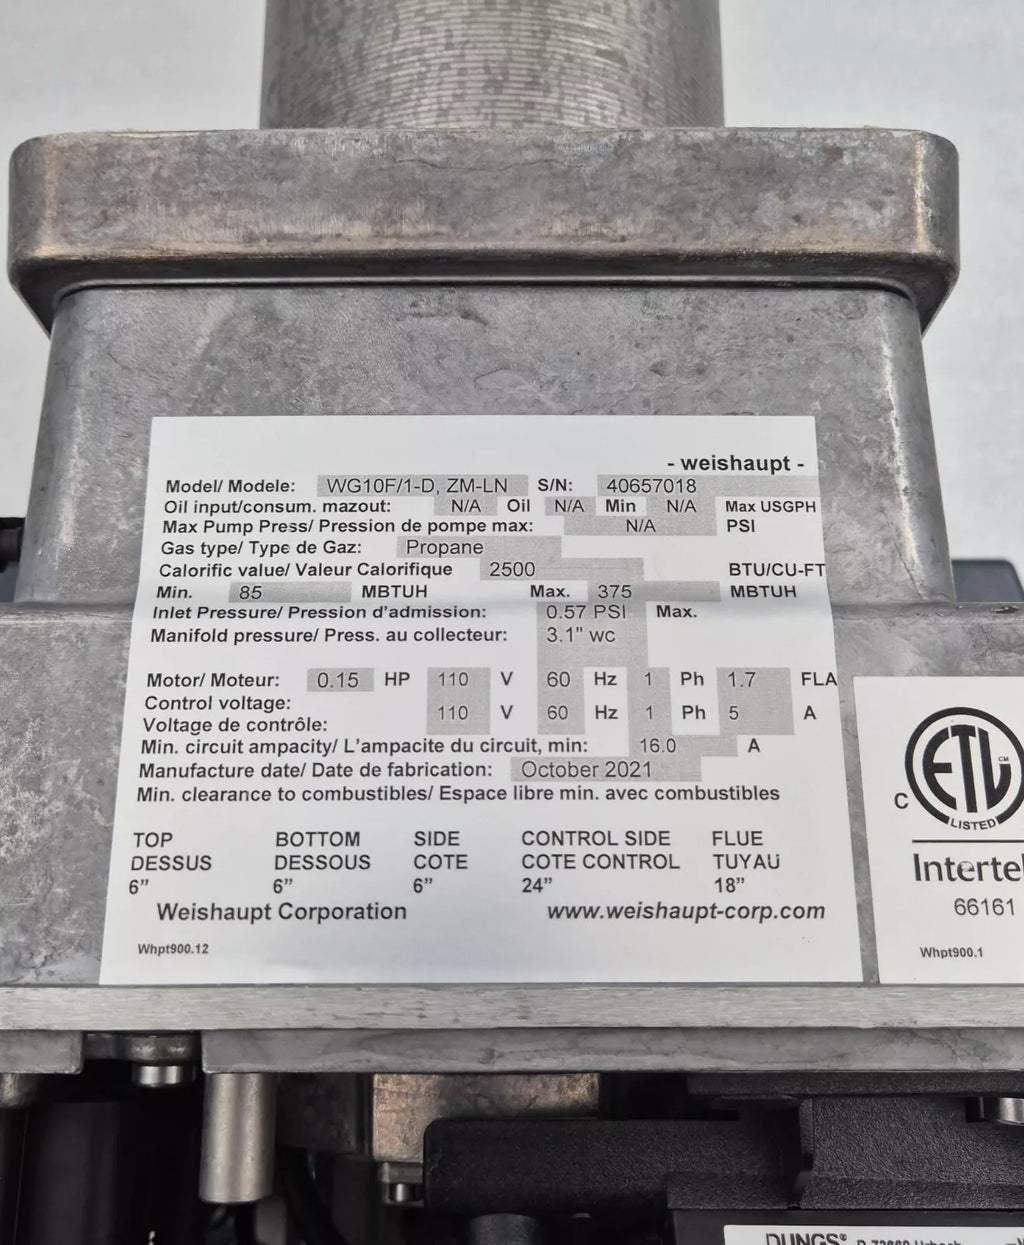 - weishaupt -
Model/ Modele: WG10F/1-D, ZM-LN S/N: 40657018
Oil input/consum. mazout: N/A Oil N/A Min N/A Max USGPH
Max Pump Press/ Pression de pompe max: N/A PSI
Gas type/ Type de Gaz: Propane
Calorific value/ Valeur Calorifique 2500 BTU/CU-FT
Min. 85 MBTUH Max. 375 MBTUH
Inlet Pressure/ Pression d'admission: 0.57 PSI Max.
Manifold pressure/ Press. au collecteur: 3.1" wc
Motor/ Moteur: 0.15 HP 110 V 60 Hz 1 Ph 1.7 FLA
Control voltage:
Voltage de contrôle: 110 V 60 Hz 1 Ph 5 A
Min. circuit ampacity/ L'ampacite du circuit, min: 16.0 A
Manufacture date/ Date de fabrication: October 2021
Min. clearance to combustibles/ Espace libre min. avec combustibles
TOP BOTTOM SIDE CONTROL SIDE FLUE
DESSUS DESSOUS COTE COTE CONTROL TUYAU
6" 6" 6" 24" 18"
Weishaupt Corporation www.weishaupt-corp.com
Whpt900.12
C ETL CM
LISTED
Intertek
66161
Whpt900.1
DUNGS®